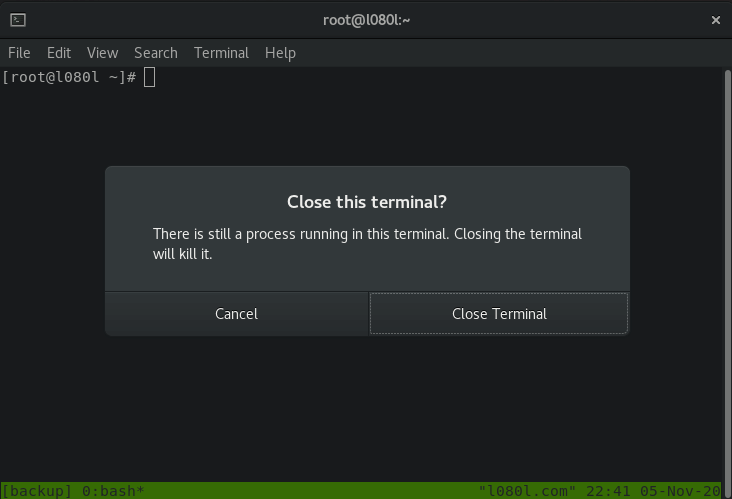 root@l080l:~
File Edit View Search Terminal Help
[root@l080l ~]#
Close this terminal?
There is still a process running in this terminal. Closing the terminal
will kill it.
Cancel Close Terminal
[backup] 0:bash* "l080l.com" 22:41 05-Nov-20